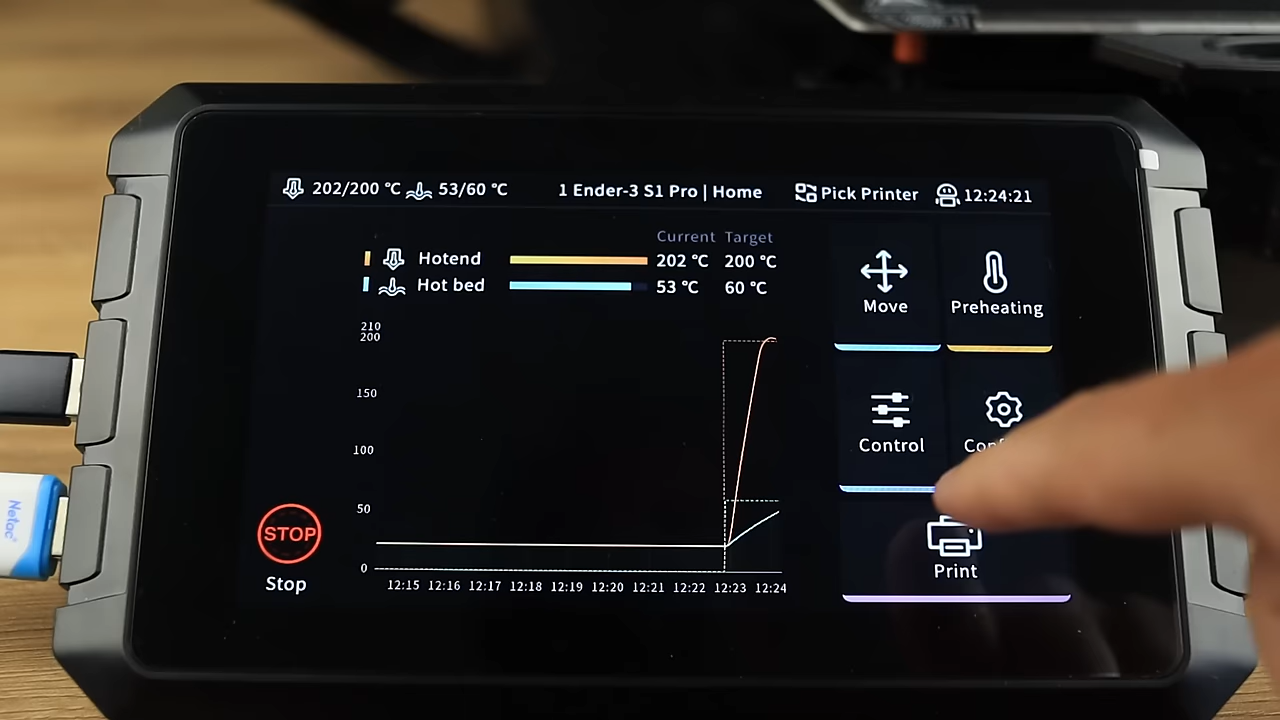 202/200 ℃ 53/60 ℃ 1 Ender-3 S1 Pro | Home Pick Printer 12:24:21
Current Target
Hotend 202 ℃ 200 ℃
Hot bed 53 ℃ 60 ℃
Move Preheating
210
200
150
100
50
0
12:15 12:16 12:17 12:18 12:19 12:20 12:21 12:22 12:23 12:24
Control
STOP
Stop
Print
Netac